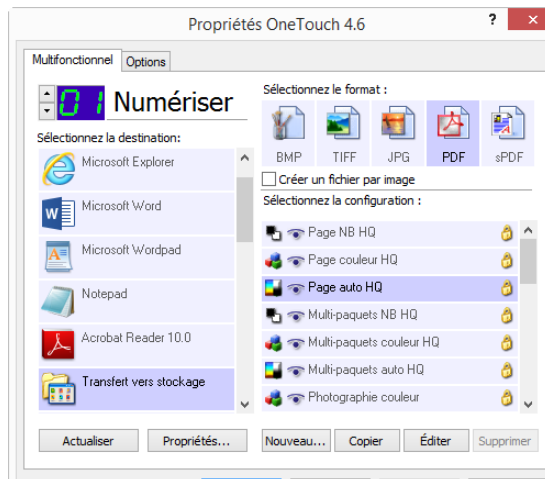 Propriétés OneTouch 4.6
?
Multifonctionnel
Options
01 Numériser
Sélectionnez la destination:
Microsoft Explorer
Microsoft Word
Microsoft Wordpad
Notepad
Acrobat Reader 10.0
Transfert vers stockage
Actualiser
Propriétés...
Sélectionnez le format :
BMP
TIFF
JPG
PDF
sPDF
Créer un fichier par image
Sélectionnez la configuration :
Page NB HQ
Page couleur HQ
Page auto HQ
Multi-paquets NB HQ
Multi-paquets couleur HQ
Multi-paquets auto HQ
Photographie couleur
Nouveau...
Copier
Éditer
Supprimer